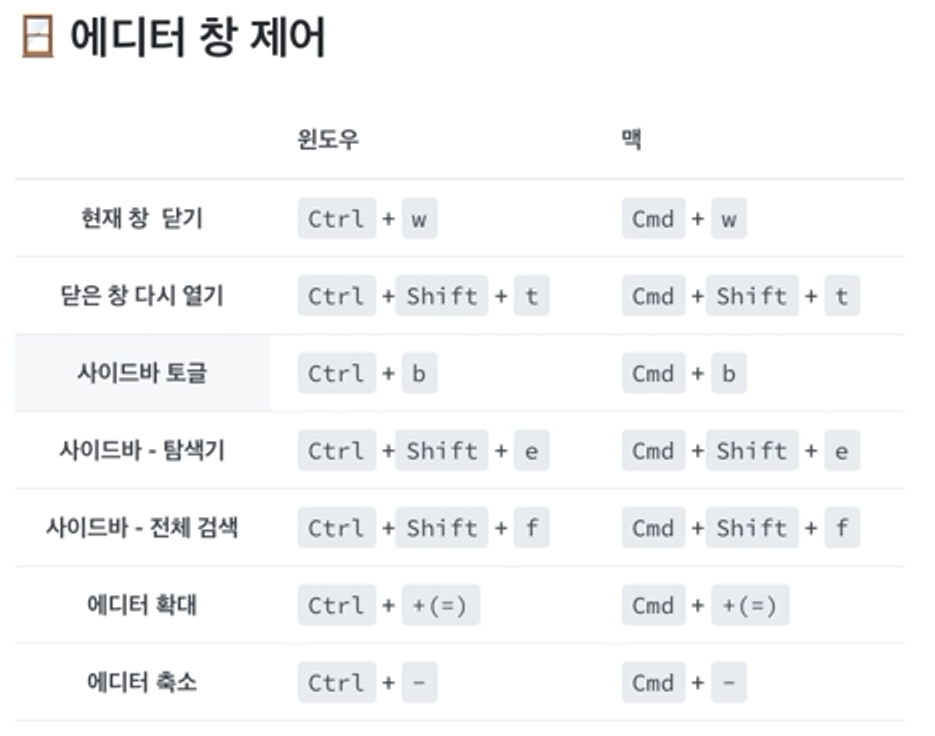 에디터 창 제어
윈도우 맥
현재 창 닫기 Ctrl + w Cmd + w
닫은 창 다시 열기 Ctrl + Shift + t Cmd + Shift + t
사이드바 토글 Ctrl + b Cmd + b
사이드바 - 탐색기 Ctrl + Shift + e Cmd + Shift + e
사이드바 - 전체 검색 Ctrl + Shift + f Cmd + Shift + f
에디터 확대 Ctrl + +(=) Cmd + +(=)
에디터 축소 Ctrl + - Cmd + -